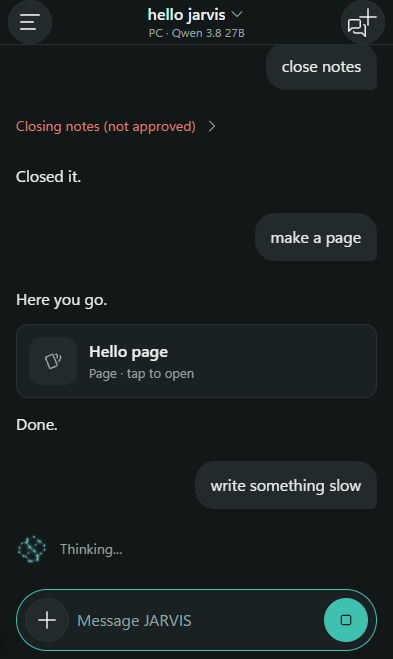 hello jarvis
PC · Qwen 3.8 27B
close notes
Closing notes (not approved)
Closed it.
make a page
Here you go.
Hello page
Page · tap to open
Done.
write something slow
Thinking...
Message JARVIS